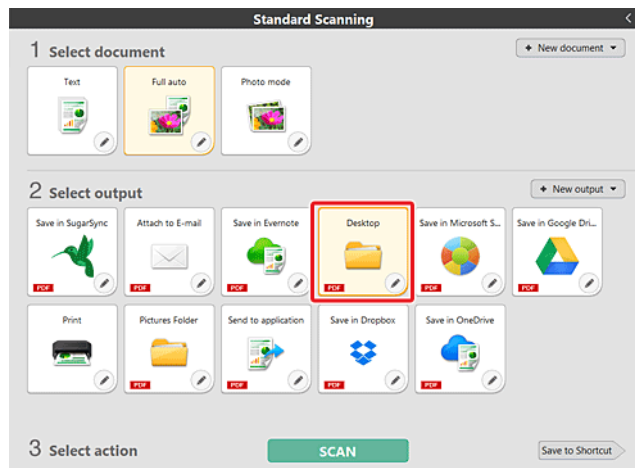 Standard Scanning
1 Select document
+ New document
Text
Full auto
Photo mode
2 Select output
+ New output
Save in SugarSync
Attach to E-mail
Save in Evernote
Desktop
Save in Microsoft S...
Save in Google Dri...
PDF
PDF
PDF
PDF
PDF
PDF
Print
Pictures Folder
Send to application
Save in Dropbox
Save in OneDrive
PDF
PDF
PDF
PDF
3 Select action
SCAN
Save to Shortcut